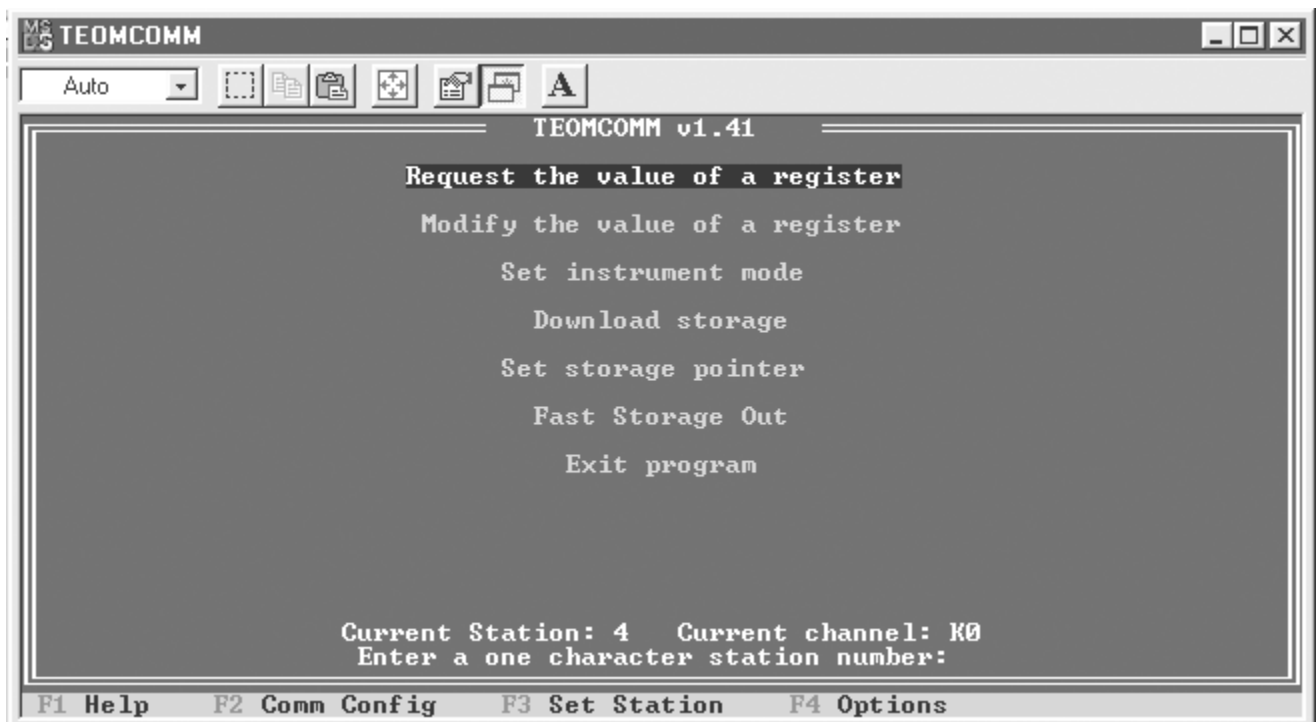 MS DOS TEOMCOMM
Auto A
TEOMCOMM v1.41
Request the value of a register
Modify the value of a register
Set instrument mode
Download storage
Set storage pointer
Fast Storage Out
Exit program
Current Station: 4 Current channel: K0
Enter a one character station number:
F1 Help F2 Comm Config F3 Set Station F4 Options